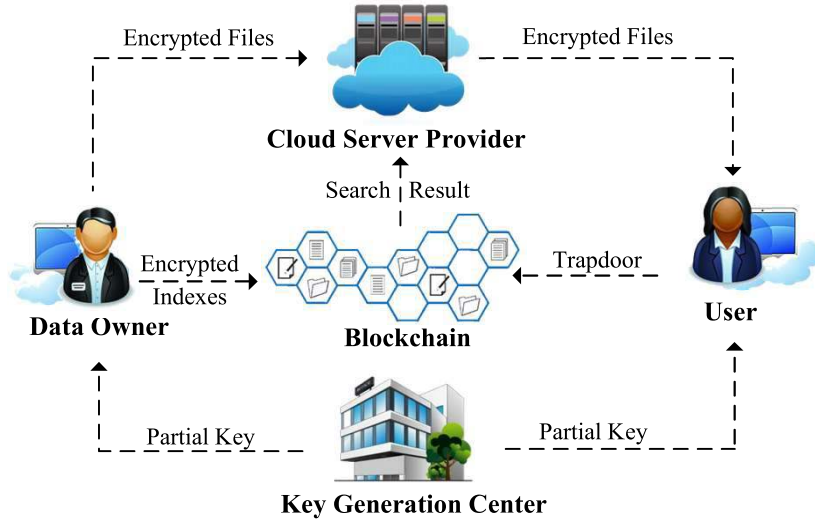 Encrypted Files
Encrypted Files
Cloud Server Provider
Search Result
Encrypted
Indexes
Trapdoor
Data Owner
Blockchain
User
Partial Key
Partial Key
Key Generation Center